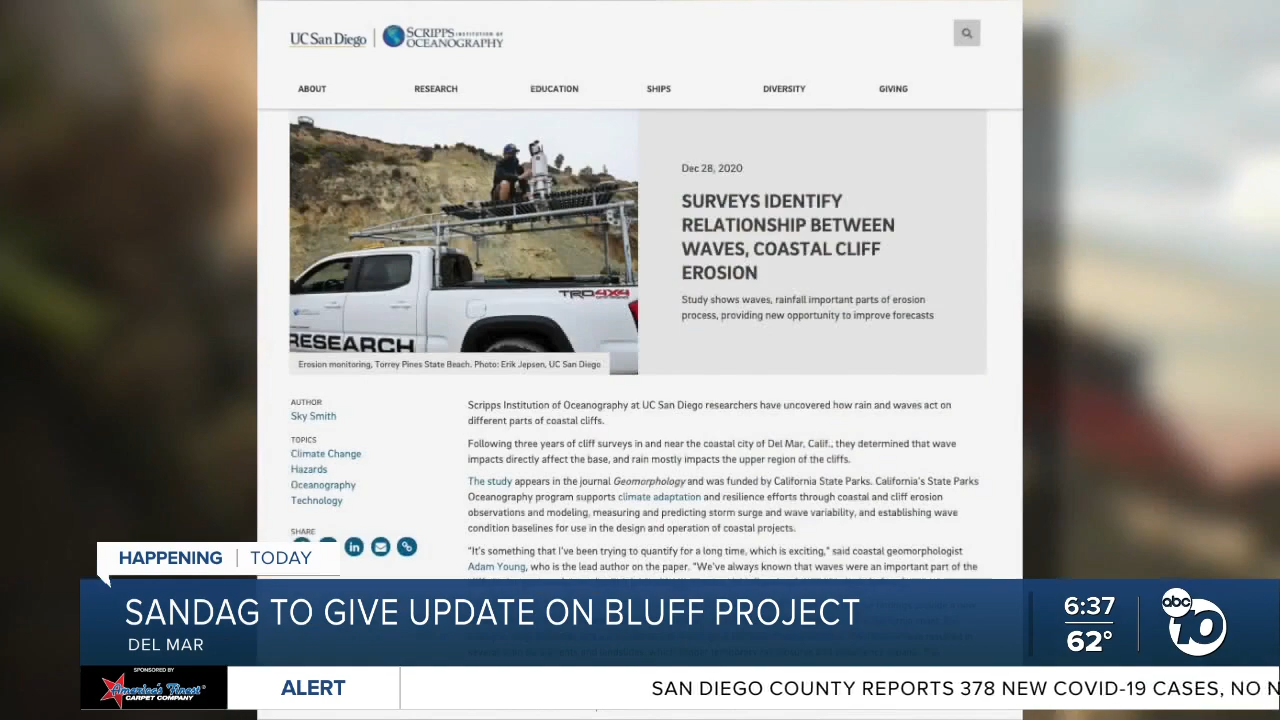 UC San Diego
SCRIPPS INSTITUTION OF
OCEANOGRAPHY
ABOUT
RESEARCH
EDUCATION
SHIPS
DIVERSITY
GIVING
TRD 4X4
RESEARCH
Erosion monitoring, Torrey Pines State Beach. Photo: Erik Jepsen, UC San Diego
Dec 28, 2020
SURVEYS IDENTIFY
RELATIONSHIP BETWEEN
WAVES, COASTAL CLIFF
EROSION
Study shows waves, rainfall important parts of erosion
process, providing new opportunity to improve forecasts
AUTHOR
Sky Smith
TOPICS
Climate Change
Hazards
Oceanography
Technology
SHARE
in
Scripps Institution of Oceanography at UC San Diego researchers have uncovered how rain and waves act on
different parts of coastal cliffs.
Following three years of cliff surveys in and near the coastal city of Del Mar, Calif., they determined that wave
impacts directly affect the base, and rain mostly impacts the upper region of the cliffs.
The study appears in the journal Geomorphology and was funded by California State Parks. California's State Parks
Oceanography program supports climate adaptation and resilience efforts through coastal and cliff erosion
observations and modeling, measuring and predicting storm surge and wave variability, and establishing wave
condition baselines for use in the design and operation of coastal projects.
"It's something that I've been trying to quantify for a long time, which is exciting," said coastal geomorphologist
Adam Young, who is the lead author on the paper. "We've always known that waves were an important part of the
HAPPENING | TODAY
SANDAG TO GIVE UPDATE ON BLUFF PROJECT
DEL MAR
6:37
62°
abc
10
SPONSORED BY
America's Finest
CARPET COMPANY
ALERT
SAN DIEGO COUNTY REPORTS 378 NEW COVID-19 CASES, NO N